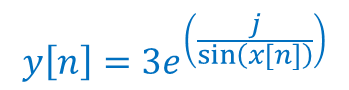 y[n] = 3e^(j/sin(x[n]))